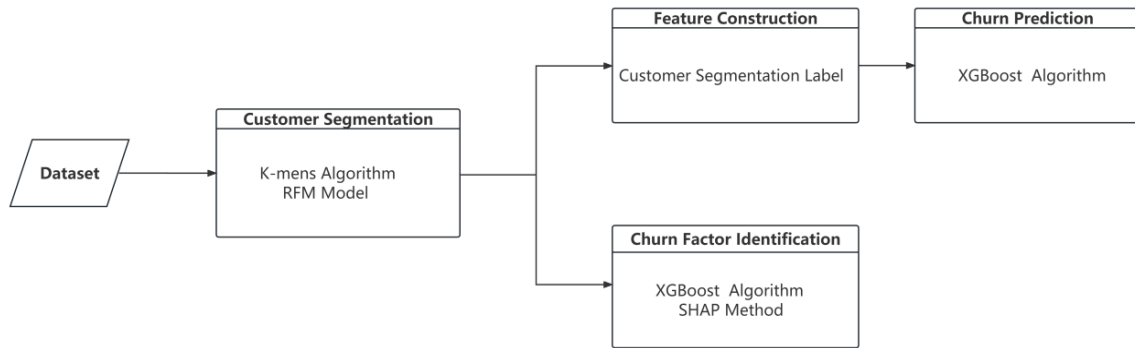 Dataset
Customer Segmentation
K-mens Algorithm
RFM Model
Feature Construction
Customer Segmentation Label
Churn Prediction
XGBoost Algorithm
Churn Factor Identification
XGBoost Algorithm
SHAP Method